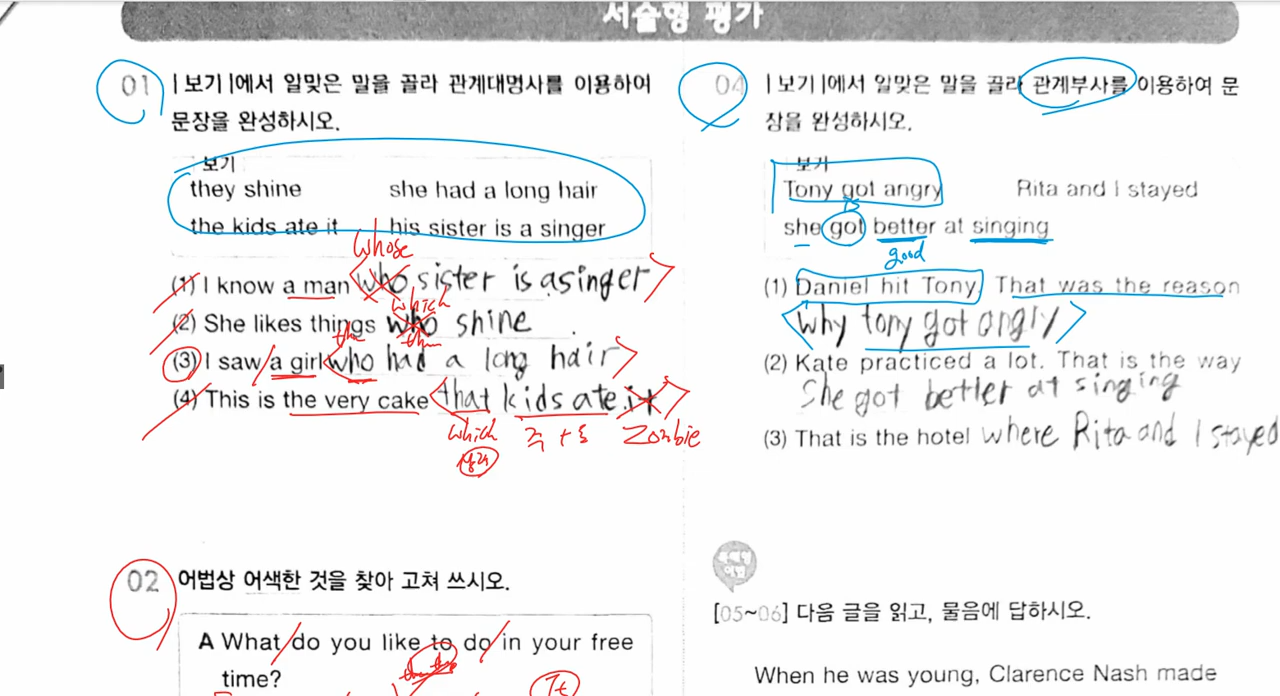 서술형 평가
01 |보기|에서 알맞은 말을 골라 관계대명사를 이용하여
문장을 완성하시오.
보기
they shine she had a long hair
the kids ate it his sister is a singer
whose
(1) I know a man who sister is a singer
which
(2) She likes things who shine
(3) I saw a girl who had a long hair
(4) This is the very cake that kids ate it
which 주+동 Zombie
02 어법상 어색한 것을 찾아 고쳐 쓰시오.
A What do you like to do in your free
time?
It
04 |보기|에서 알맞은 말을 골라 관계부사를 이용하여 문
장을 완성하시오.
보기
Tony got angry Rita and I stayed
she got better at singing
good
(1) Daniel hit Tony. That was the reason
why tony got angry
(2) Kate practiced a lot. That is the way
She got better at singing
(3) That is the hotel where Rita and I stayed
[05~06] 다음 글을 읽고, 물음에 답하시오.
When he was young, Clarence Nash made